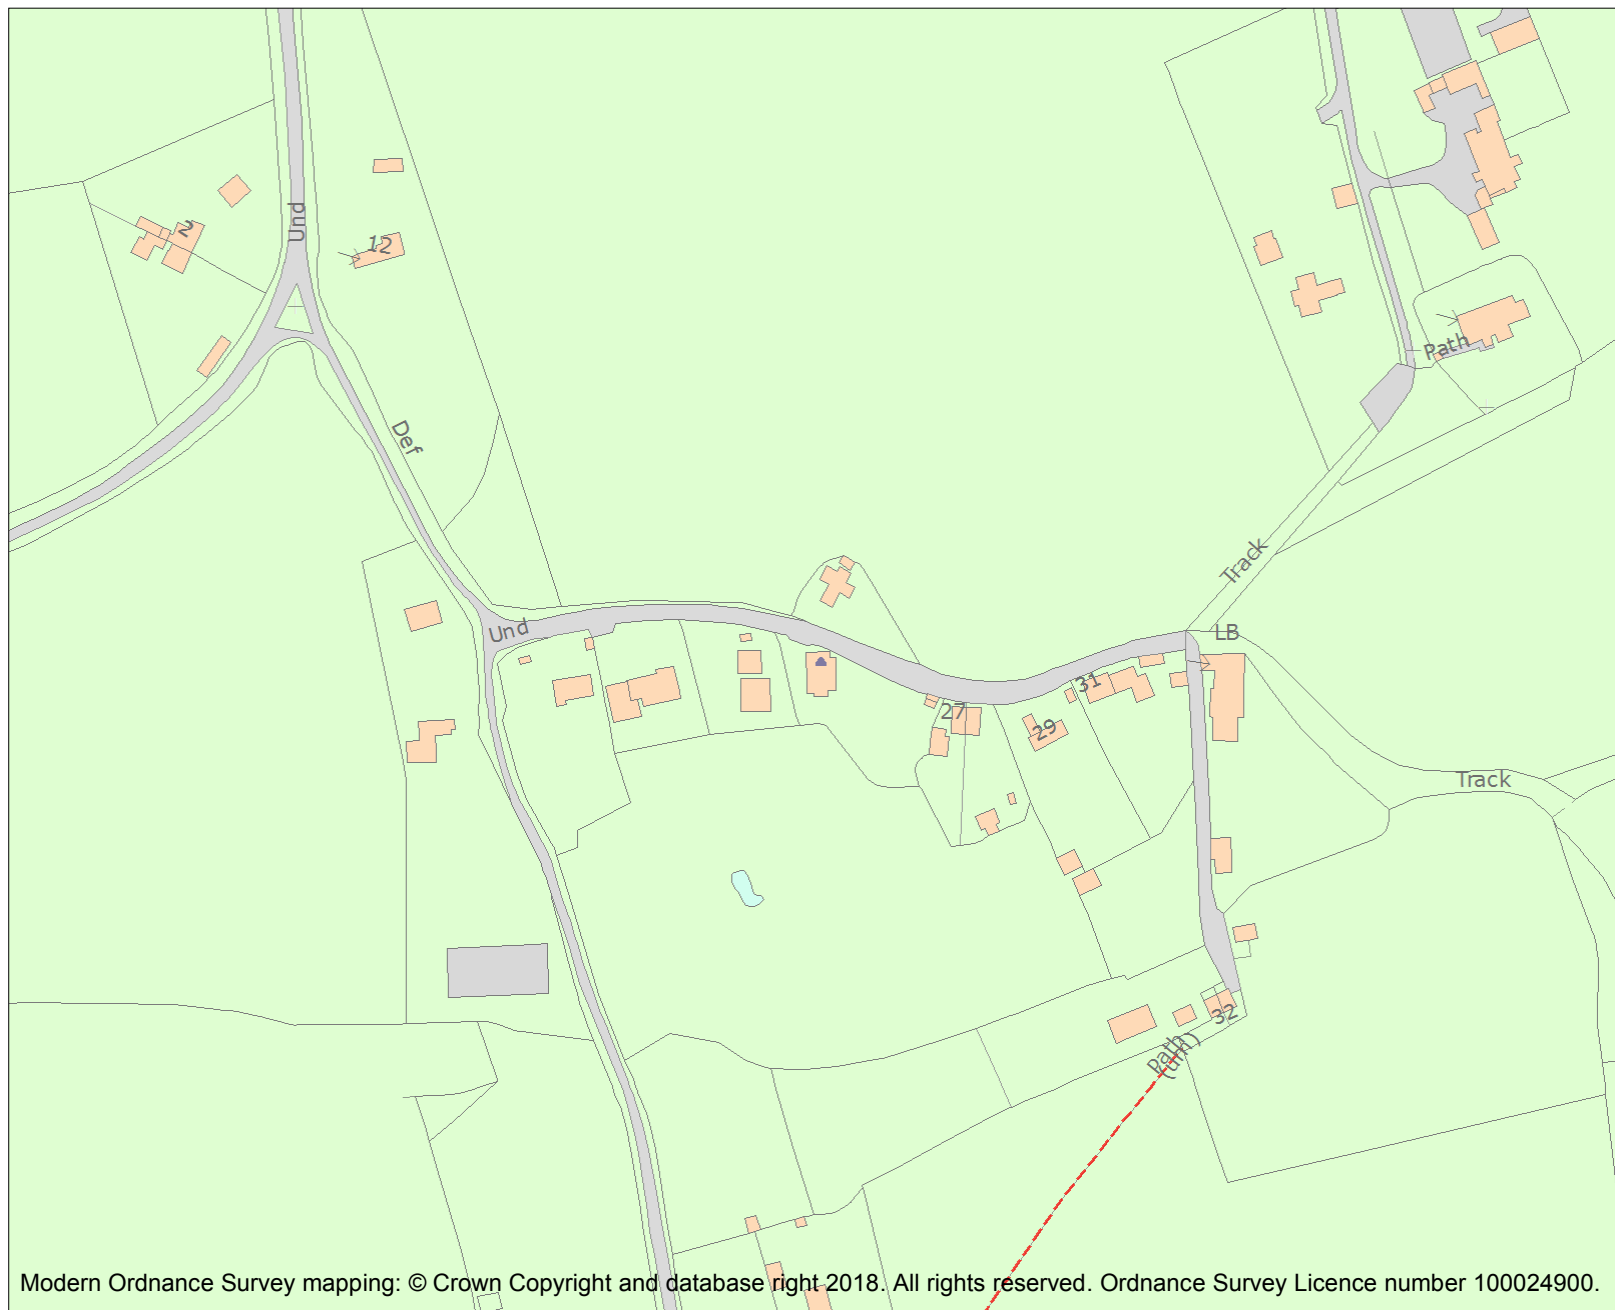 2
Und
12
Path
Def
Track
Und
LB
31
27
29
Track
32
Path
(um)
Modern Ordnance Survey mapping: © Crown Copyright and database right 2018. All rights reserved. Ordnance Survey Licence number 100024900.